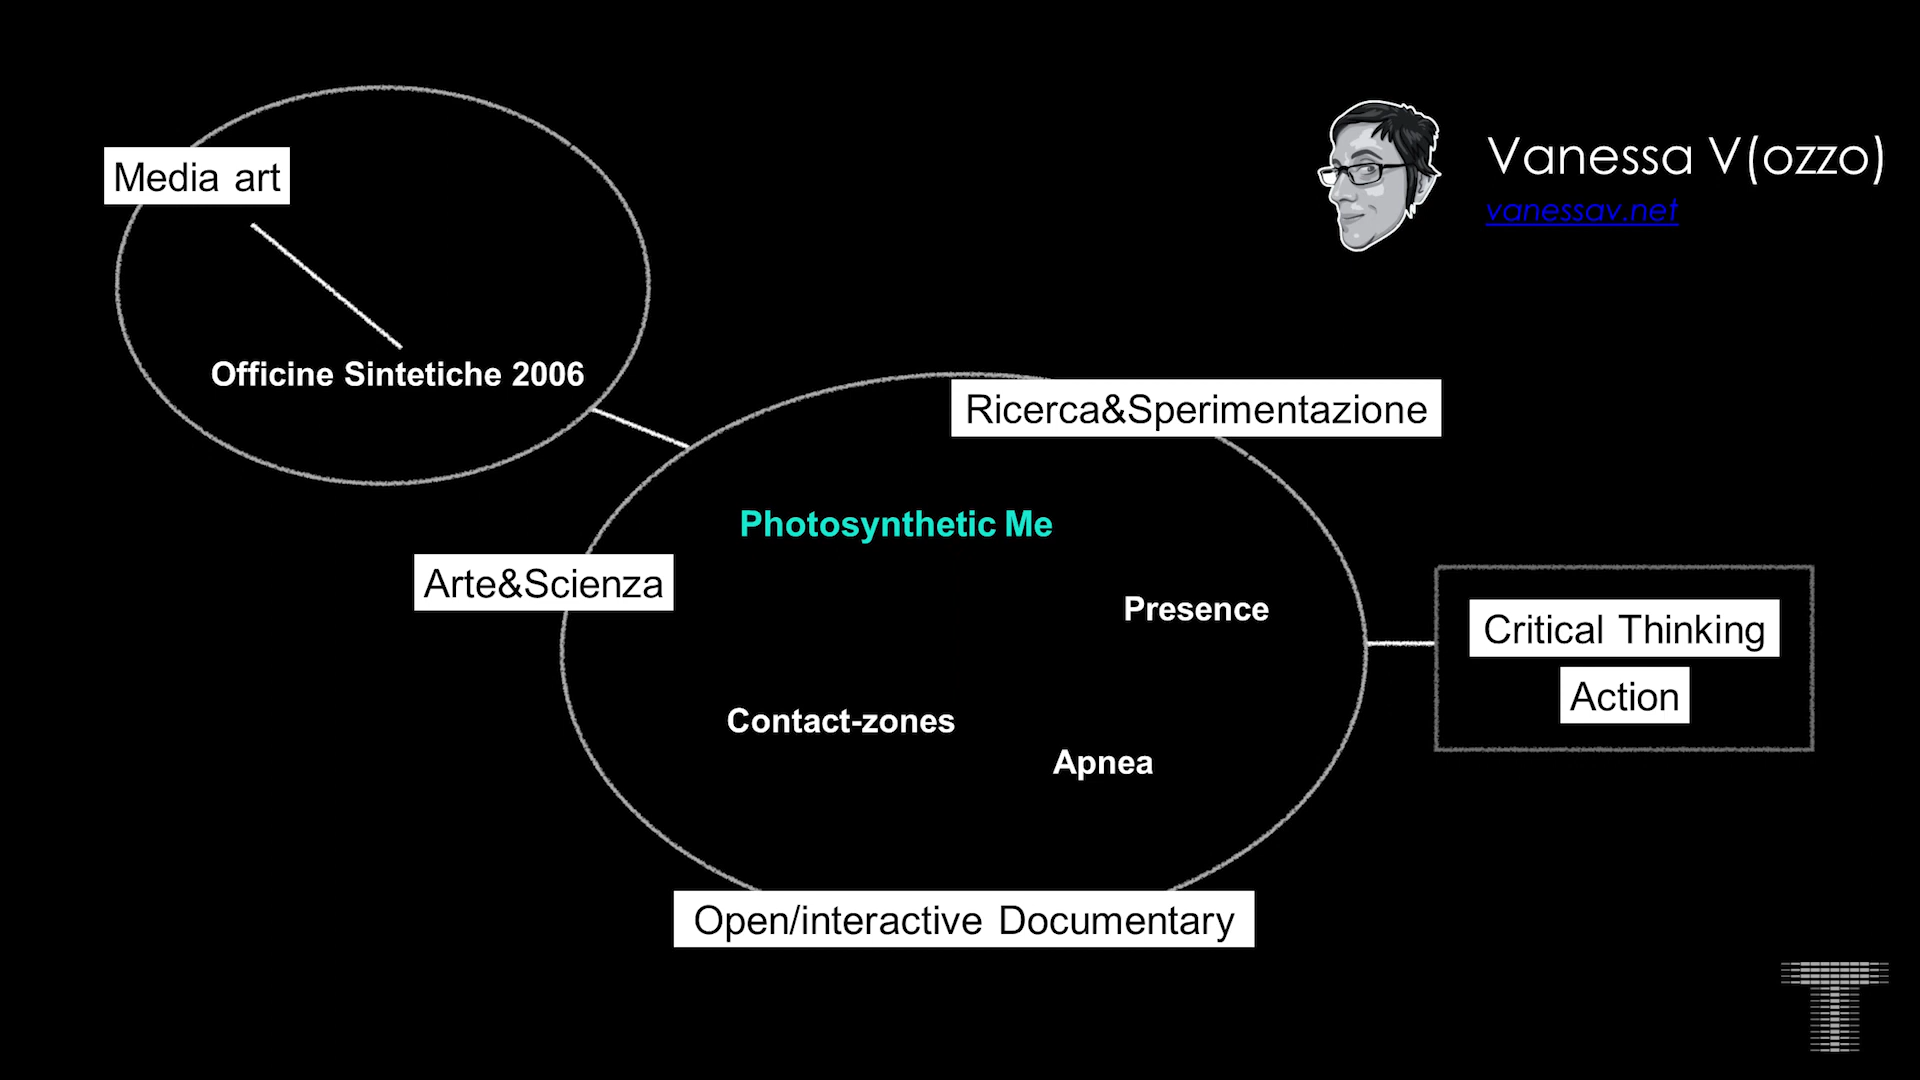 Media art
Officine Sintetiche 2006
Vanessa V(ozzo)
vanessav.net
Ricerca&Sperimentazione
Photosynthetic Me
Arte&Scienza
Presence
Contact-zones
Apnea
Open/interactive Documentary
Critical Thinking
Action
T